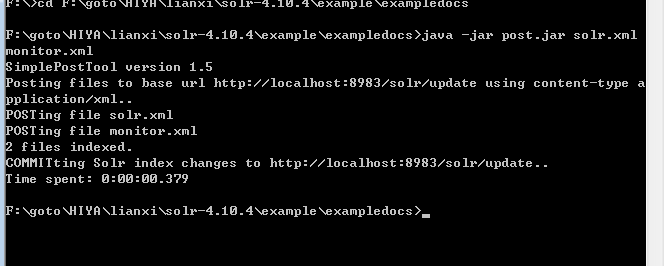 F:\>cd F:\goto\HIYA\lianxi\solr-4.10.4\example\exampledocs
F:\goto\HIYA\lianxi\solr-4.10.4\example\exampledocs>java -jar post.jar solr.xml
monitor.xml
SimplePostTool version 1.5
Posting files to base url http://localhost:8983/solr/update using content-type a
pplication/xml..
POSTing file solr.xml
POSTing file monitor.xml
2 files indexed.
COMMITting Solr index changes to http://localhost:8983/solr/update..
Time spent: 0:00:00.379
F:\goto\HIYA\lianxi\solr-4.10.4\example\exampledocs>_